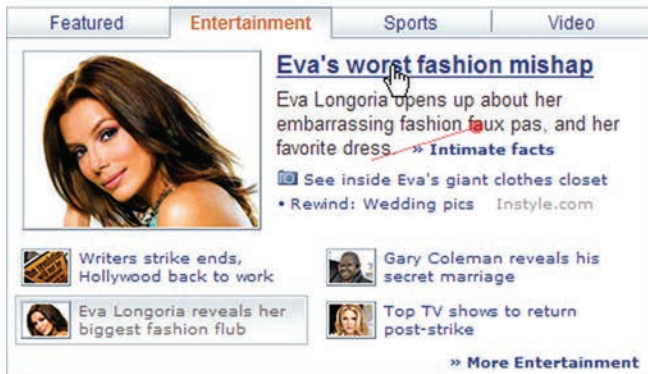 Featured
Entertainment
Sports
Video
Eva's worst fashion mishap
Eva Longoria opens up about her
embarrassing fashion faux pas, and her
favorite dress. » Intimate facts
See inside Eva's giant clothes closet
• Rewind: Wedding pics Instyle.com
Writers strike ends,
Hollywood back to work
Gary Coleman reveals his
secret marriage
Eva Longoria reveals her
biggest fashion flub
Top TV shows to return
post-strike
» More Entertainment